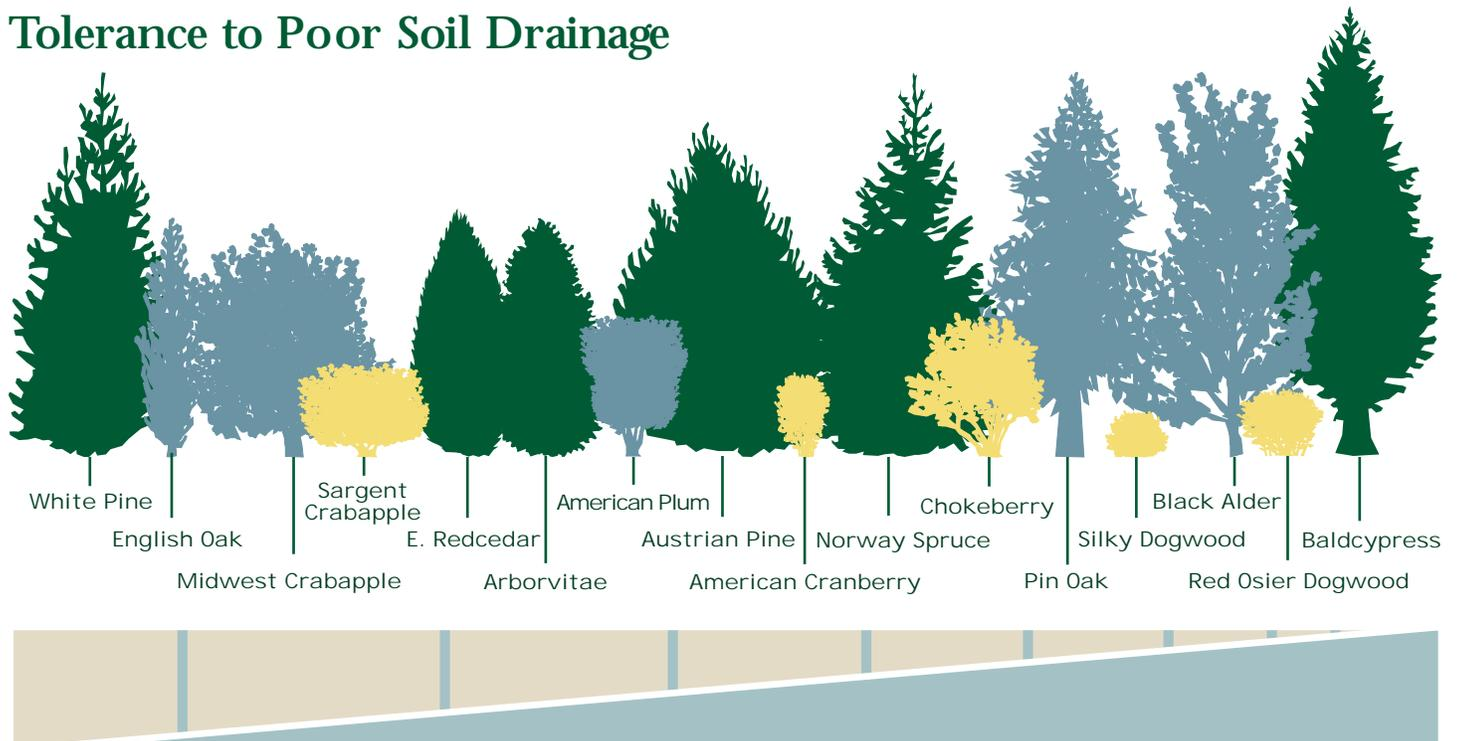 Tolerance to Poor Soil Drainage
White Pine
English Oak
Midwest Crabapple
Sargent
Crabapple
E. Redcedar
Arborvitae
American Plum
Austrian Pine
American Cranberry
Norway Spruce
Chokeberry
Pin Oak
Silky Dogwood
Black Alder
Red Osier Dogwood
Baldcypress